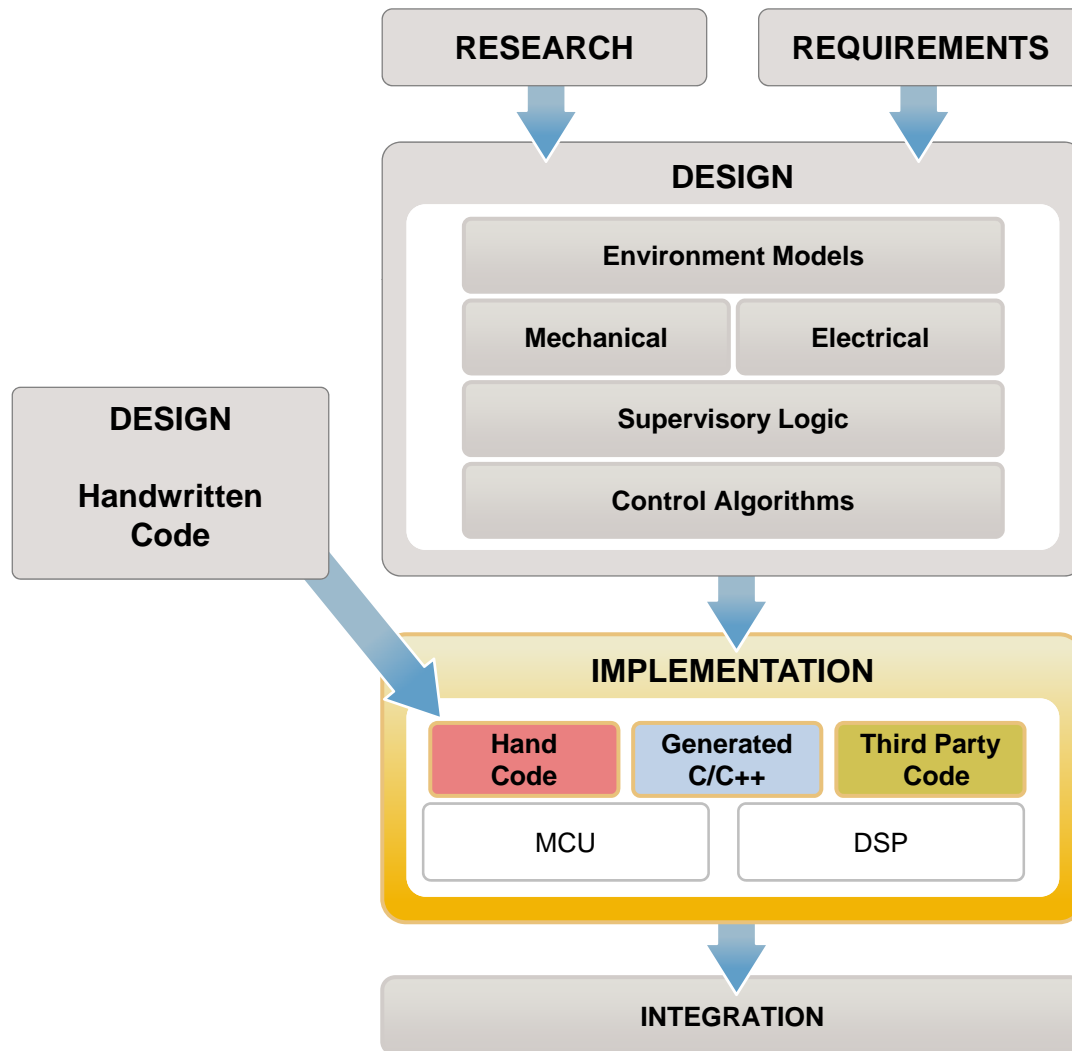 RESEARCH
REQUIREMENTS
DESIGN
Environment Models
Mechanical
Electrical
Supervisory Logic
Control Algorithms
DESIGN
Handwritten
Code
IMPLEMENTATION
Hand
Code
Generated
C/C++
Third Party
Code
MCU
DSP
INTEGRATION